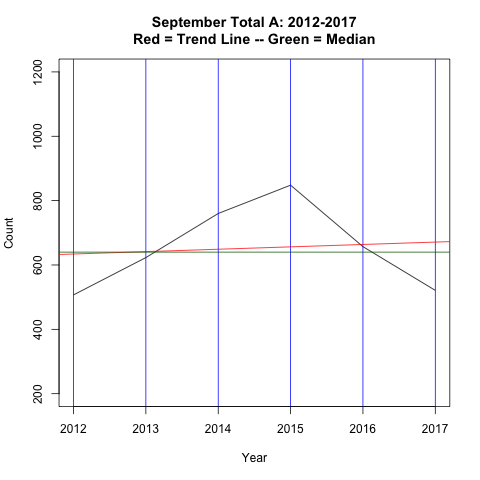 September Total A: 2012-2017
Red = Trend Line -- Green = Median
1200
1000
800
600
400
200
Count
2012 2013 2014 2015 2016 2017
Year